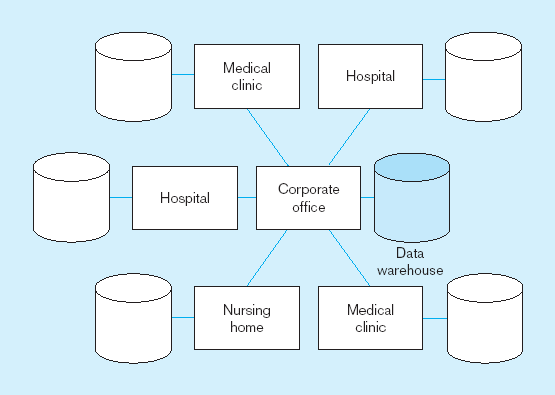 Medical
clinic
Hospital
Hospital
Corporate
office
Data
warehouse
Nursing
home
Medical
clinic